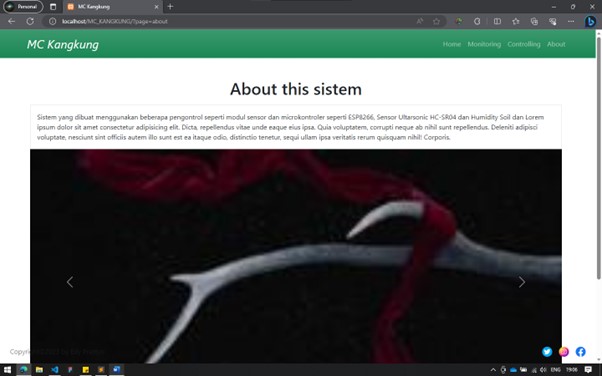 Personal
MC Kangkung
localhost/MC_KANGKUNG/?page=about
MC Kangkung
Home Monitoring Controlling About
About this sistem
Sistem yang dibuat menggunakan beberapa pengontrol seperti modul sensor dan microkontroler seperti ESP8266, Sensor Ultarsonic HC-SR04 dan Humidity Soil dan Lorem
ipsum dolor sit amet consectetur adipisicing elit. Dicta, repellendus vitae unde eaque eius ipsa. Quia voluptatem, corrupti neque ab nihil sunt repellendus. Deleniti adipisci
voluptate, nesciunt sint officiis autem illo sunt est ea itaque odio, distinctio tenetur, sequi ullam ipsa veritatis rerum quisquam nihil! Corporis.
ENG 19:06